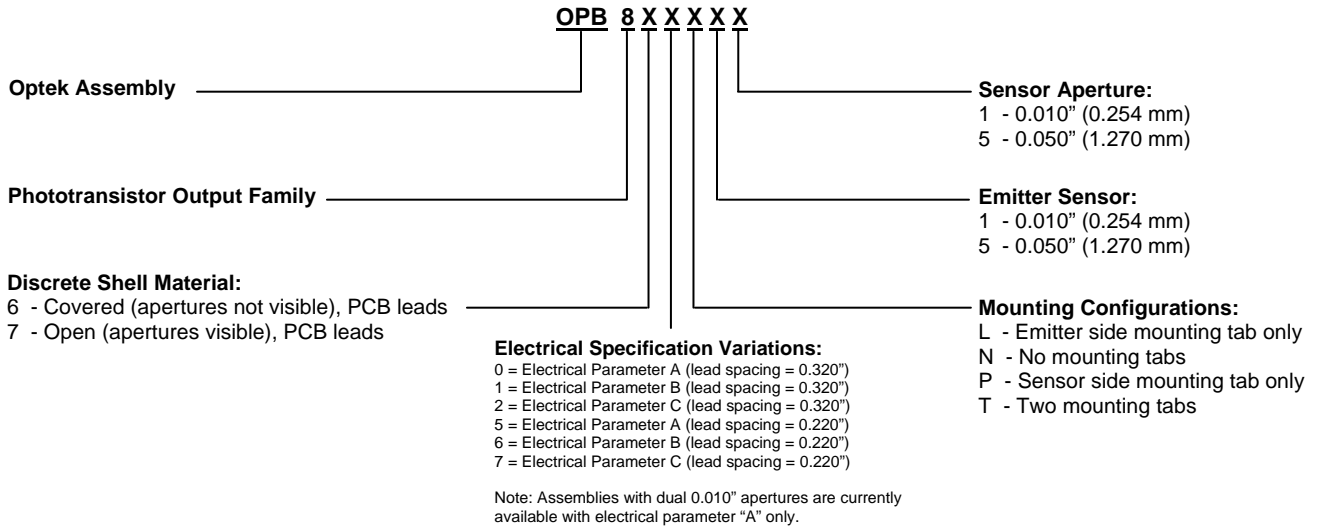 OPB 8 X X X X X
Optek Assembly
Phototransistor Output Family
Discrete Shell Material:
6 - Covered (apertures not visible), PCB leads
7 - Open (apertures visible), PCB leads
Electrical Specification Variations:
0 = Electrical Parameter A (lead spacing = 0.320”)
1 = Electrical Parameter B (lead spacing = 0.320”)
2 = Electrical Parameter C (lead spacing = 0.320”)
5 = Electrical Parameter A (lead spacing = 0.220”)
6 = Electrical Parameter B (lead spacing = 0.220”)
7 = Electrical Parameter C (lead spacing = 0.220”)
Note: Assemblies with dual 0.010” apertures are currently
available with electrical parameter “A” only.
Sensor Aperture:
1 - 0.010” (0.254 mm)
5 - 0.050” (1.270 mm)
Emitter Sensor:
1 - 0.010” (0.254 mm)
5 - 0.050” (1.270 mm)
Mounting Configurations:
L - Emitter side mounting tab only
N - No mounting tabs
P - Sensor side mounting tab only
T - Two mounting tabs